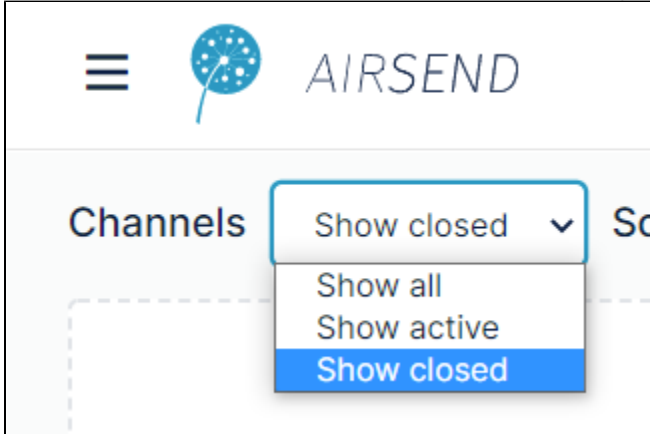 AIRSEND
Channels Show closed
Show all
Show active
Show closed